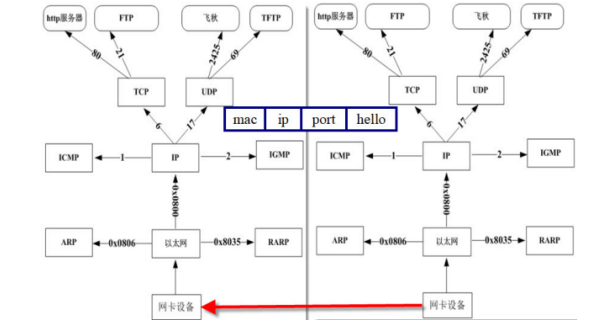 http服务器 FTP 飞秋 TFTP http服务器 FTP 飞秋 TFTP
80 21 2425 69 80 21 2425 69
TCP UDP TCP UDP
mac ip port hello
6 17 6 17
ICMP 1 IP 2 IGMP ICMP 1 IP 2 IGMP
0x0800 0x0800
ARP 0x0806 以太网 0x8035 RARP ARP 0x0806 以太网 0x8035 RARP
网卡设备 网卡设备